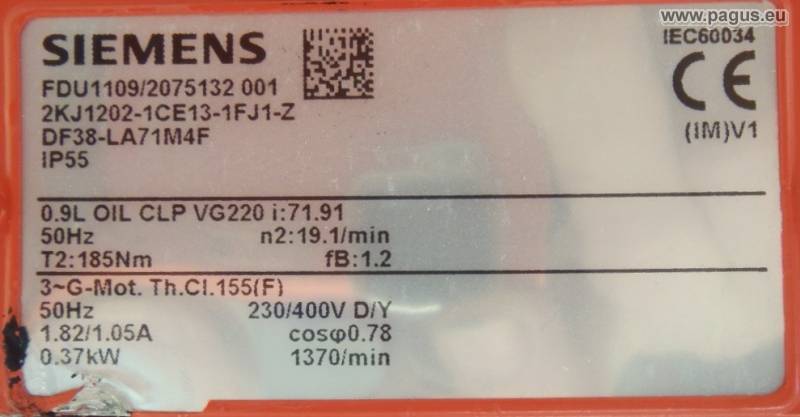 www.pagus.eu
SIEMENS
IEC60034
FDU1109/2075132 001
2KJ1202-1CE13-1FJ1-Z
DF38-LA71M4F
IP55
CE
(IM)V1
0.9L OIL CLP VG220 i:71.91
50Hz n2:19.1/min
T2:185Nm fB:1.2
3~G-Mot. Th.Cl.155(F)
50Hz 230/400V D/Y
1.82/1.05A cosφ0.78
0.37kW 1370/min